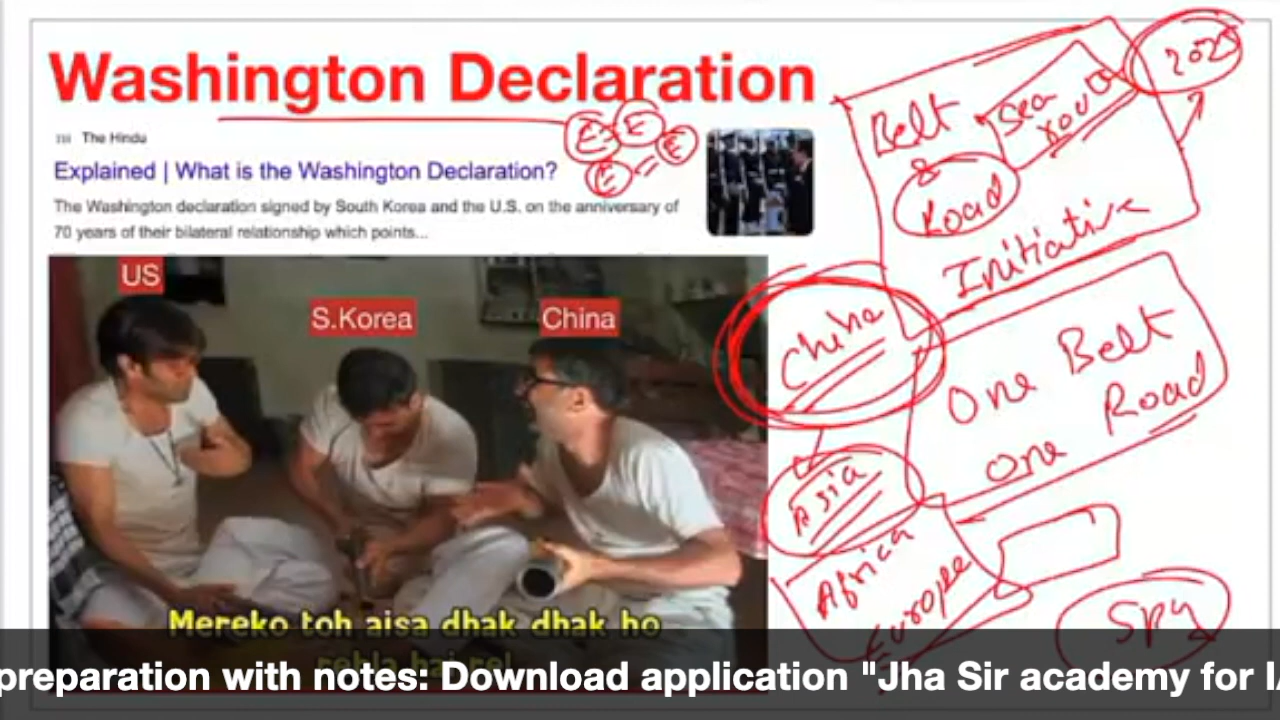 Washington Declaration
The Hindu
Explained | What is the Washington Declaration?
The Washington declaration signed by South Korea and the U.S. on the anniversary of
70 years of their bilateral relationship which points...
E E E
E
US
S.Korea
China
Mereko toh aisa dhak dhak ho
Belt
&
Road
Initiative
Sea
route
China
One Belt
One Road
Asia
Africa
Europe
Spy
preparation with notes: Download application "Jha Sir academy for I